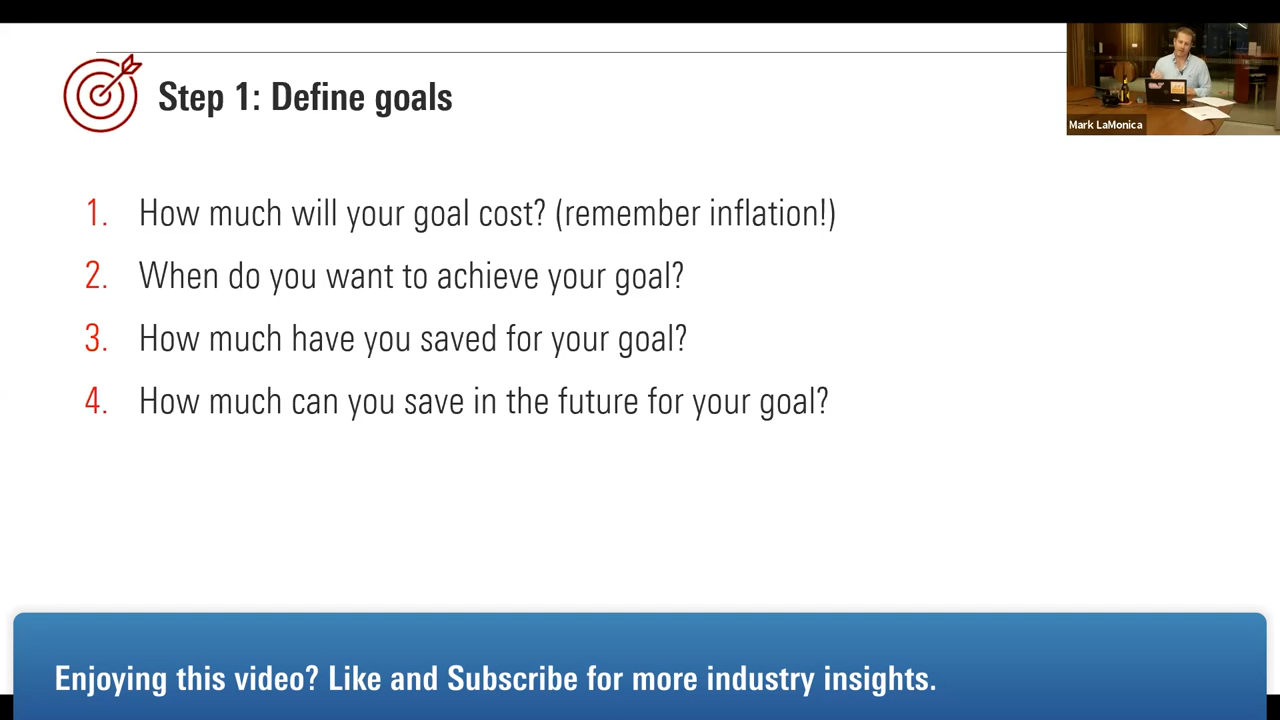 Step 1: Define goals
Mark LaMonica
1. How much will your goal cost? (remember inflation!)
2. When do you want to achieve your goal?
3. How much have you saved for your goal?
4. How much can you save in the future for your goal?
Enjoying this video? Like and Subscribe for more industry insights.